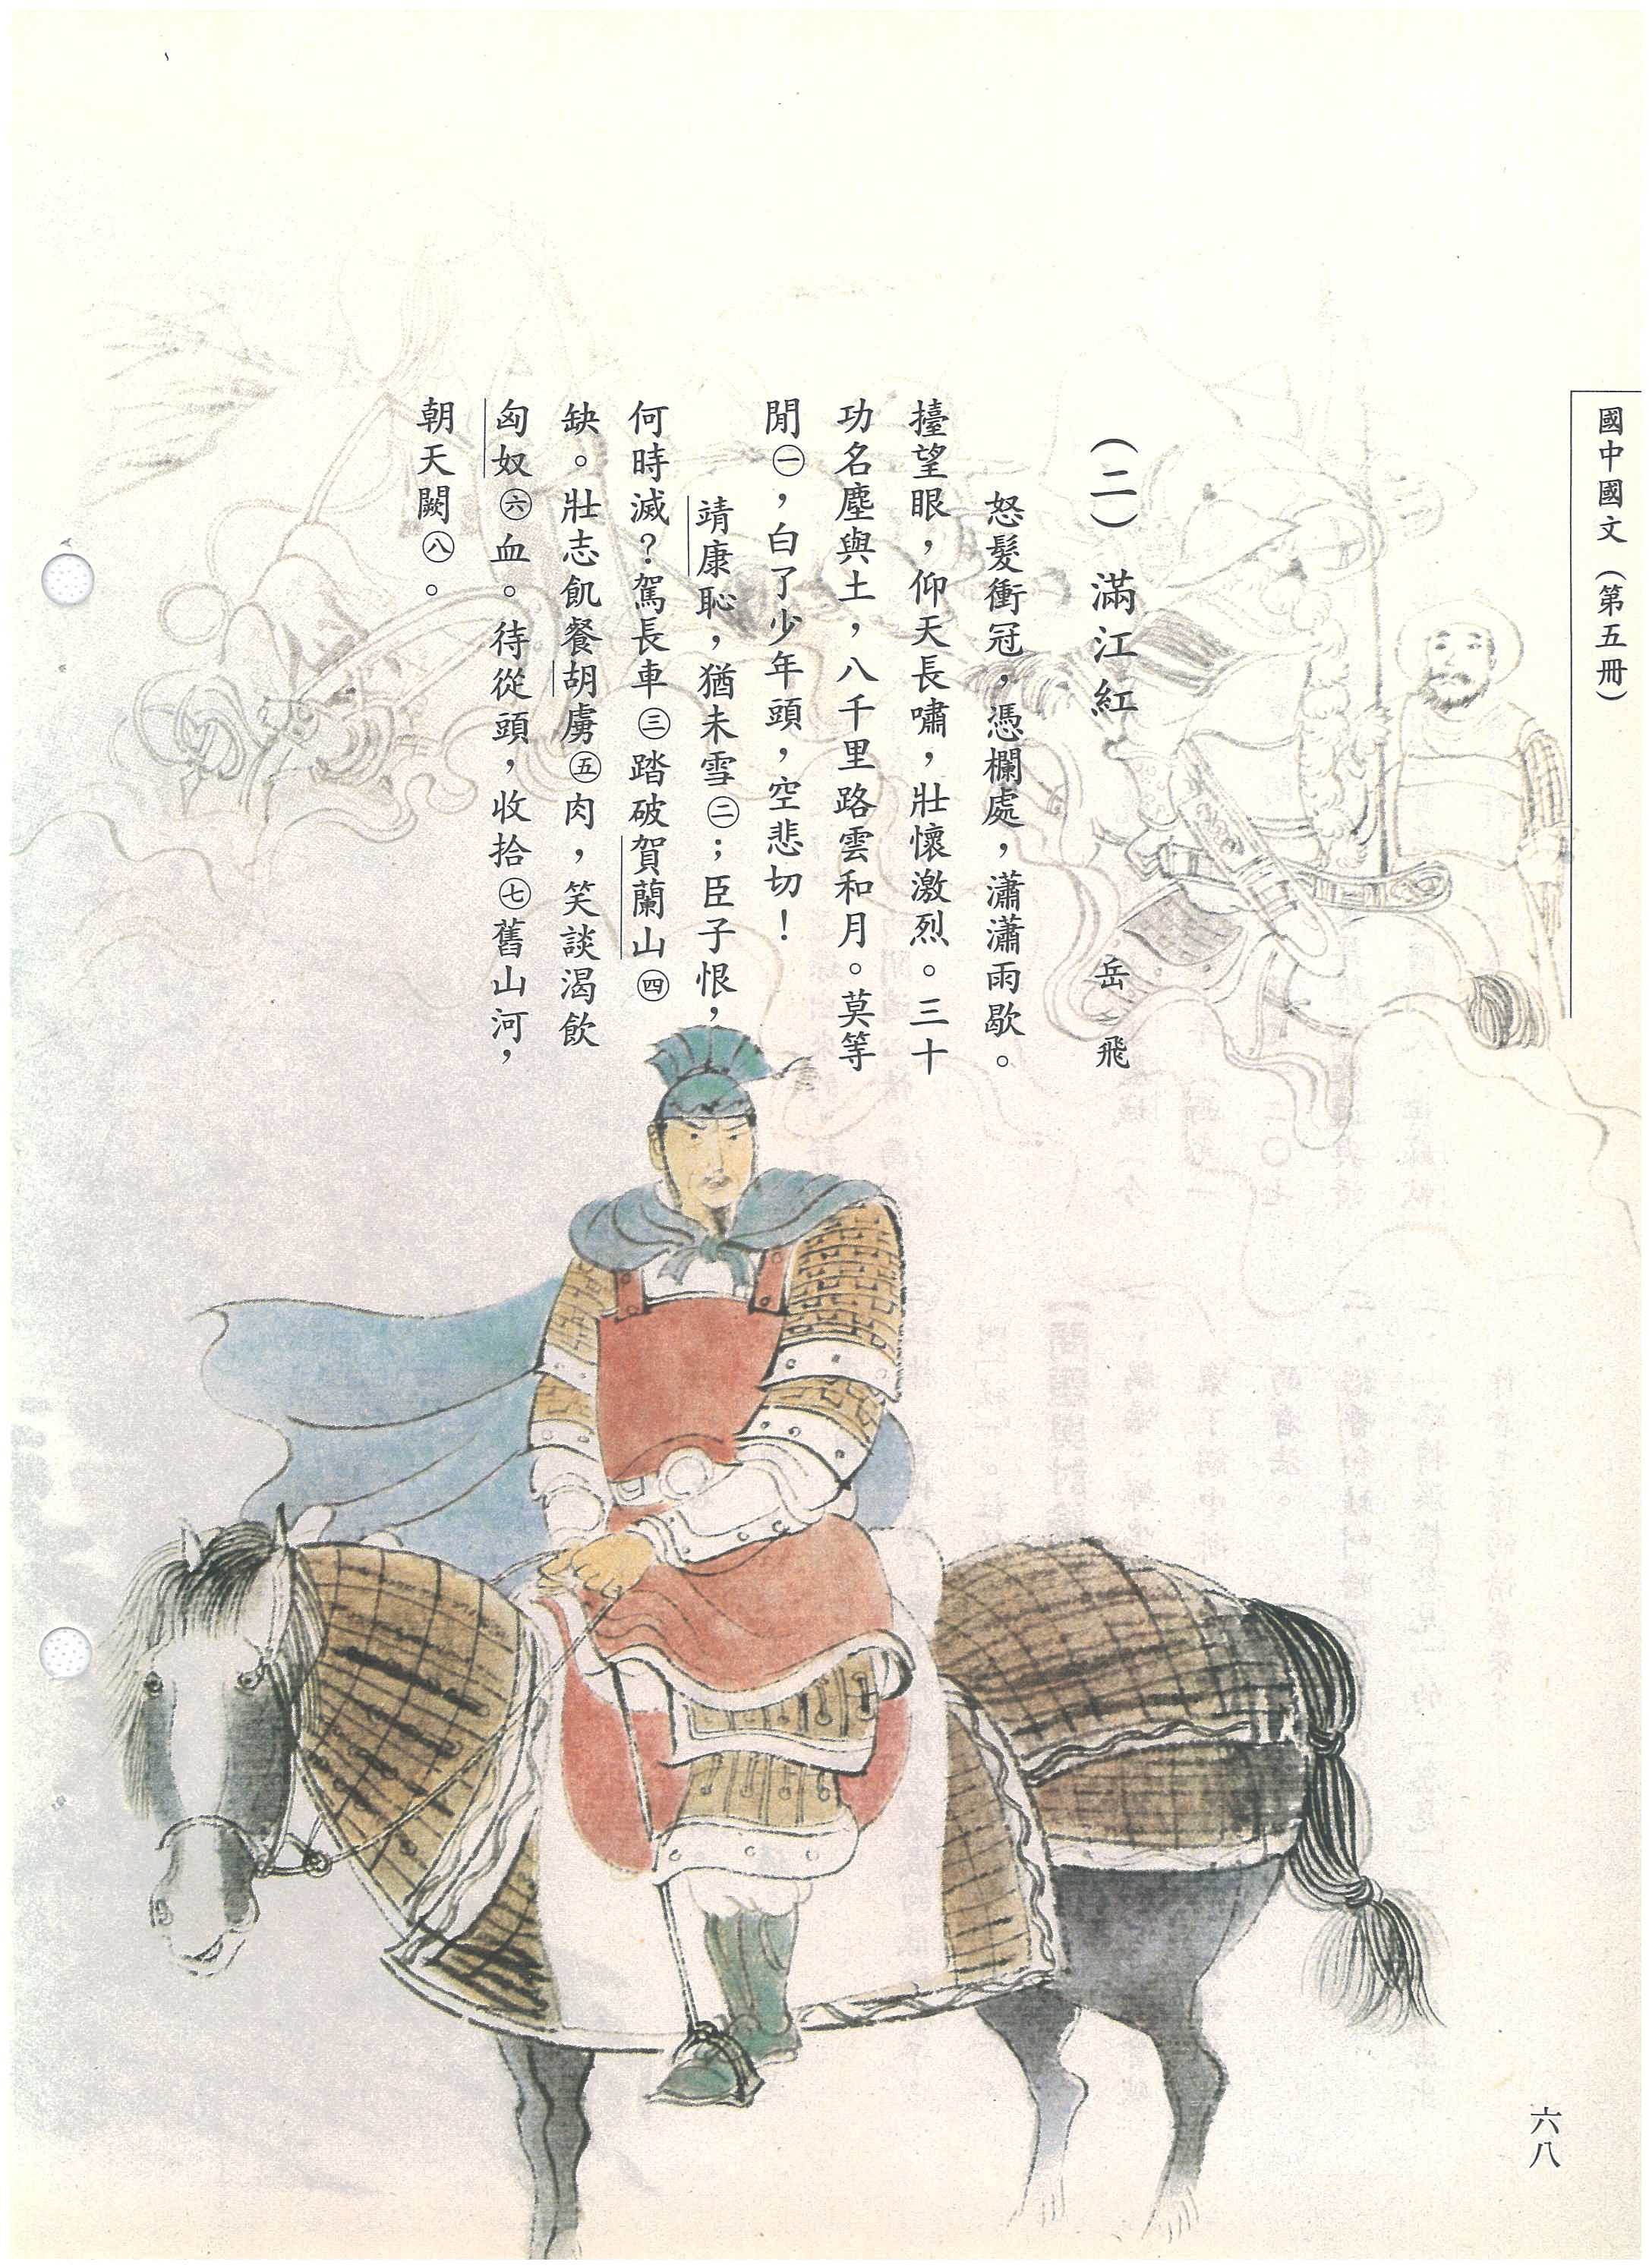 國中國文（第五冊）
（二）滿江紅　岳飛
怒髮衝冠，憑欄處，瀟瀟雨歇。
擡望眼，仰天長嘯，壯懷激烈。三十
功名塵與土，八千里路雲和月。莫等
閒㊀，白了少年頭，空悲切！
靖康恥，猶未雪㊁；臣子恨，
何時滅？駕長車㊂踏破賀蘭山㊃
缺。壯志飢餐胡虜㊄肉，笑談渴飲
匈奴㊅血。待從頭，收拾㊆舊山河，
朝天闕㊇。
六八